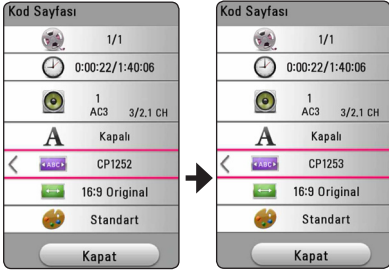 Kod Sayfası
1/1
0:00:22/1:40:06
1
AC3 3/2,1 CH
A Kapalı
ABC CP1252
16:9 Original
Standart
Kapat
Kod Sayfası
1/1
0:00:22/1:40:06
1
AC3 3/2,1 CH
A Kapalı
ABC CP1253
16:9 Original
Standart
Kapat